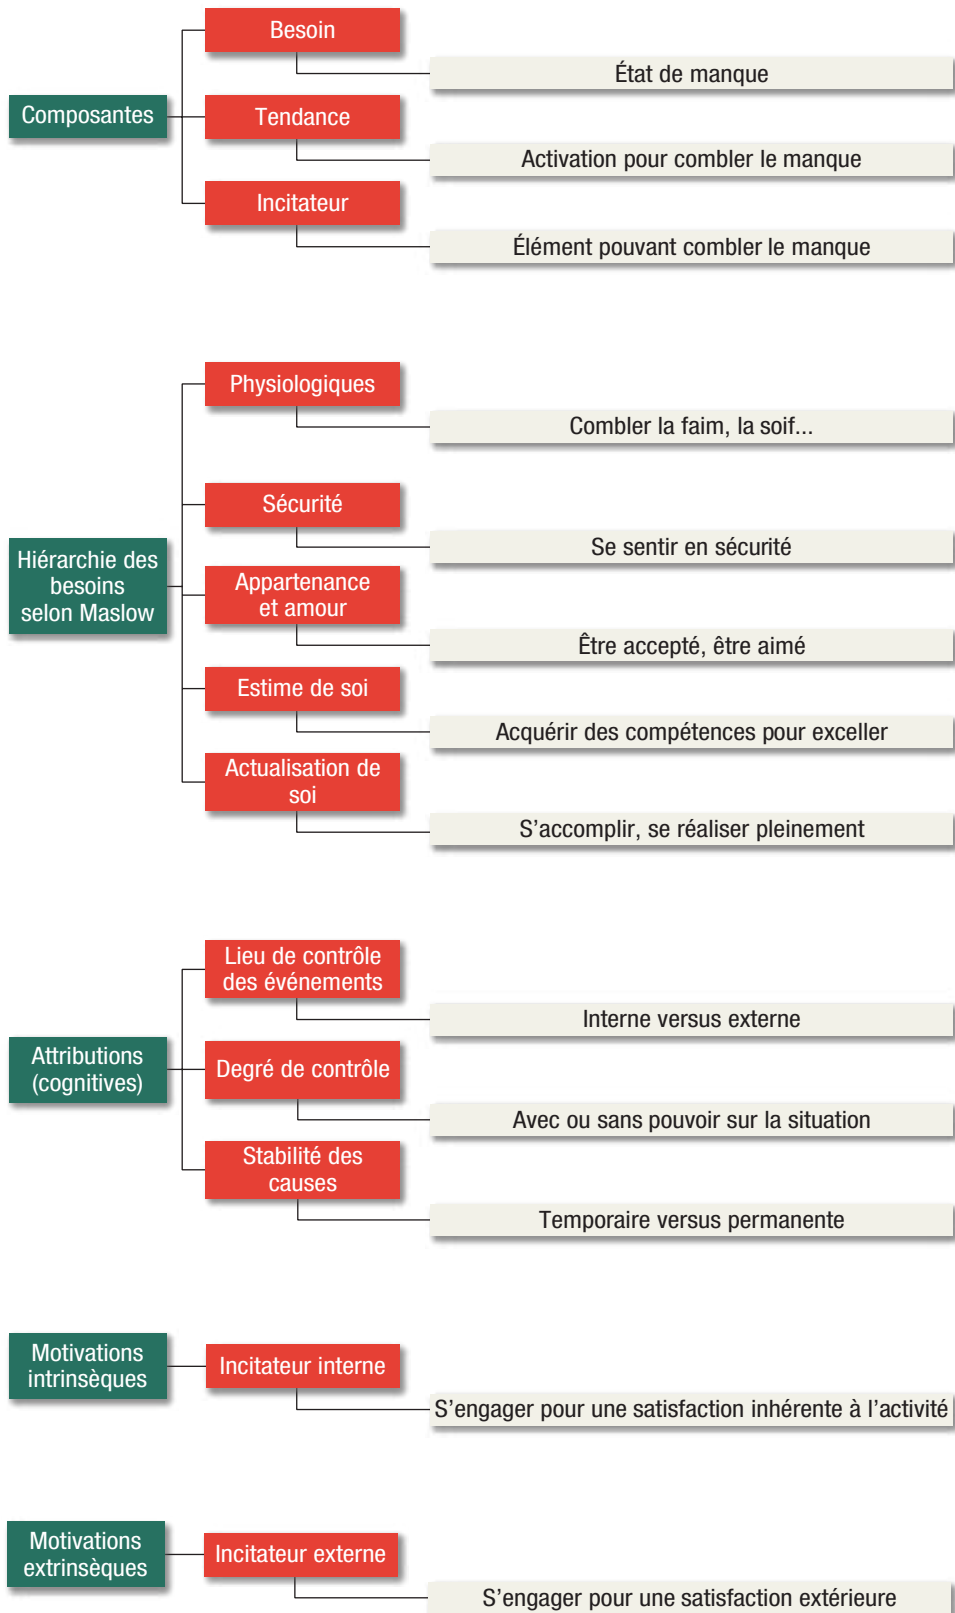 Composantes
Besoin
État de manque
Tendance
Activation pour combler le manque
Incitateur
Élément pouvant combler le manque
Hiérarchie des
besoins
selon Maslow
Physiologiques
Combler la faim, la soif...
Sécurité
Se sentir en sécurité
Appartenance
et amour
Être accepté, être aimé
Estime de soi
Acquérir des compétences pour exceller
Actualisation de
soi
S'accomplir, se réaliser pleinement
Attributions
(cognitives)
Lieu de contrôle
des événements
Interne versus externe
Degré de contrôle
Avec ou sans pouvoir sur la situation
Stabilité des
causes
Temporaire versus permanente
Motivations
intrinsèques
Incitateur interne
S'engager pour une satisfaction inhérente à l'activité
Motivations
extrinsèques
Incitateur externe
S'engager pour une satisfaction extérieure